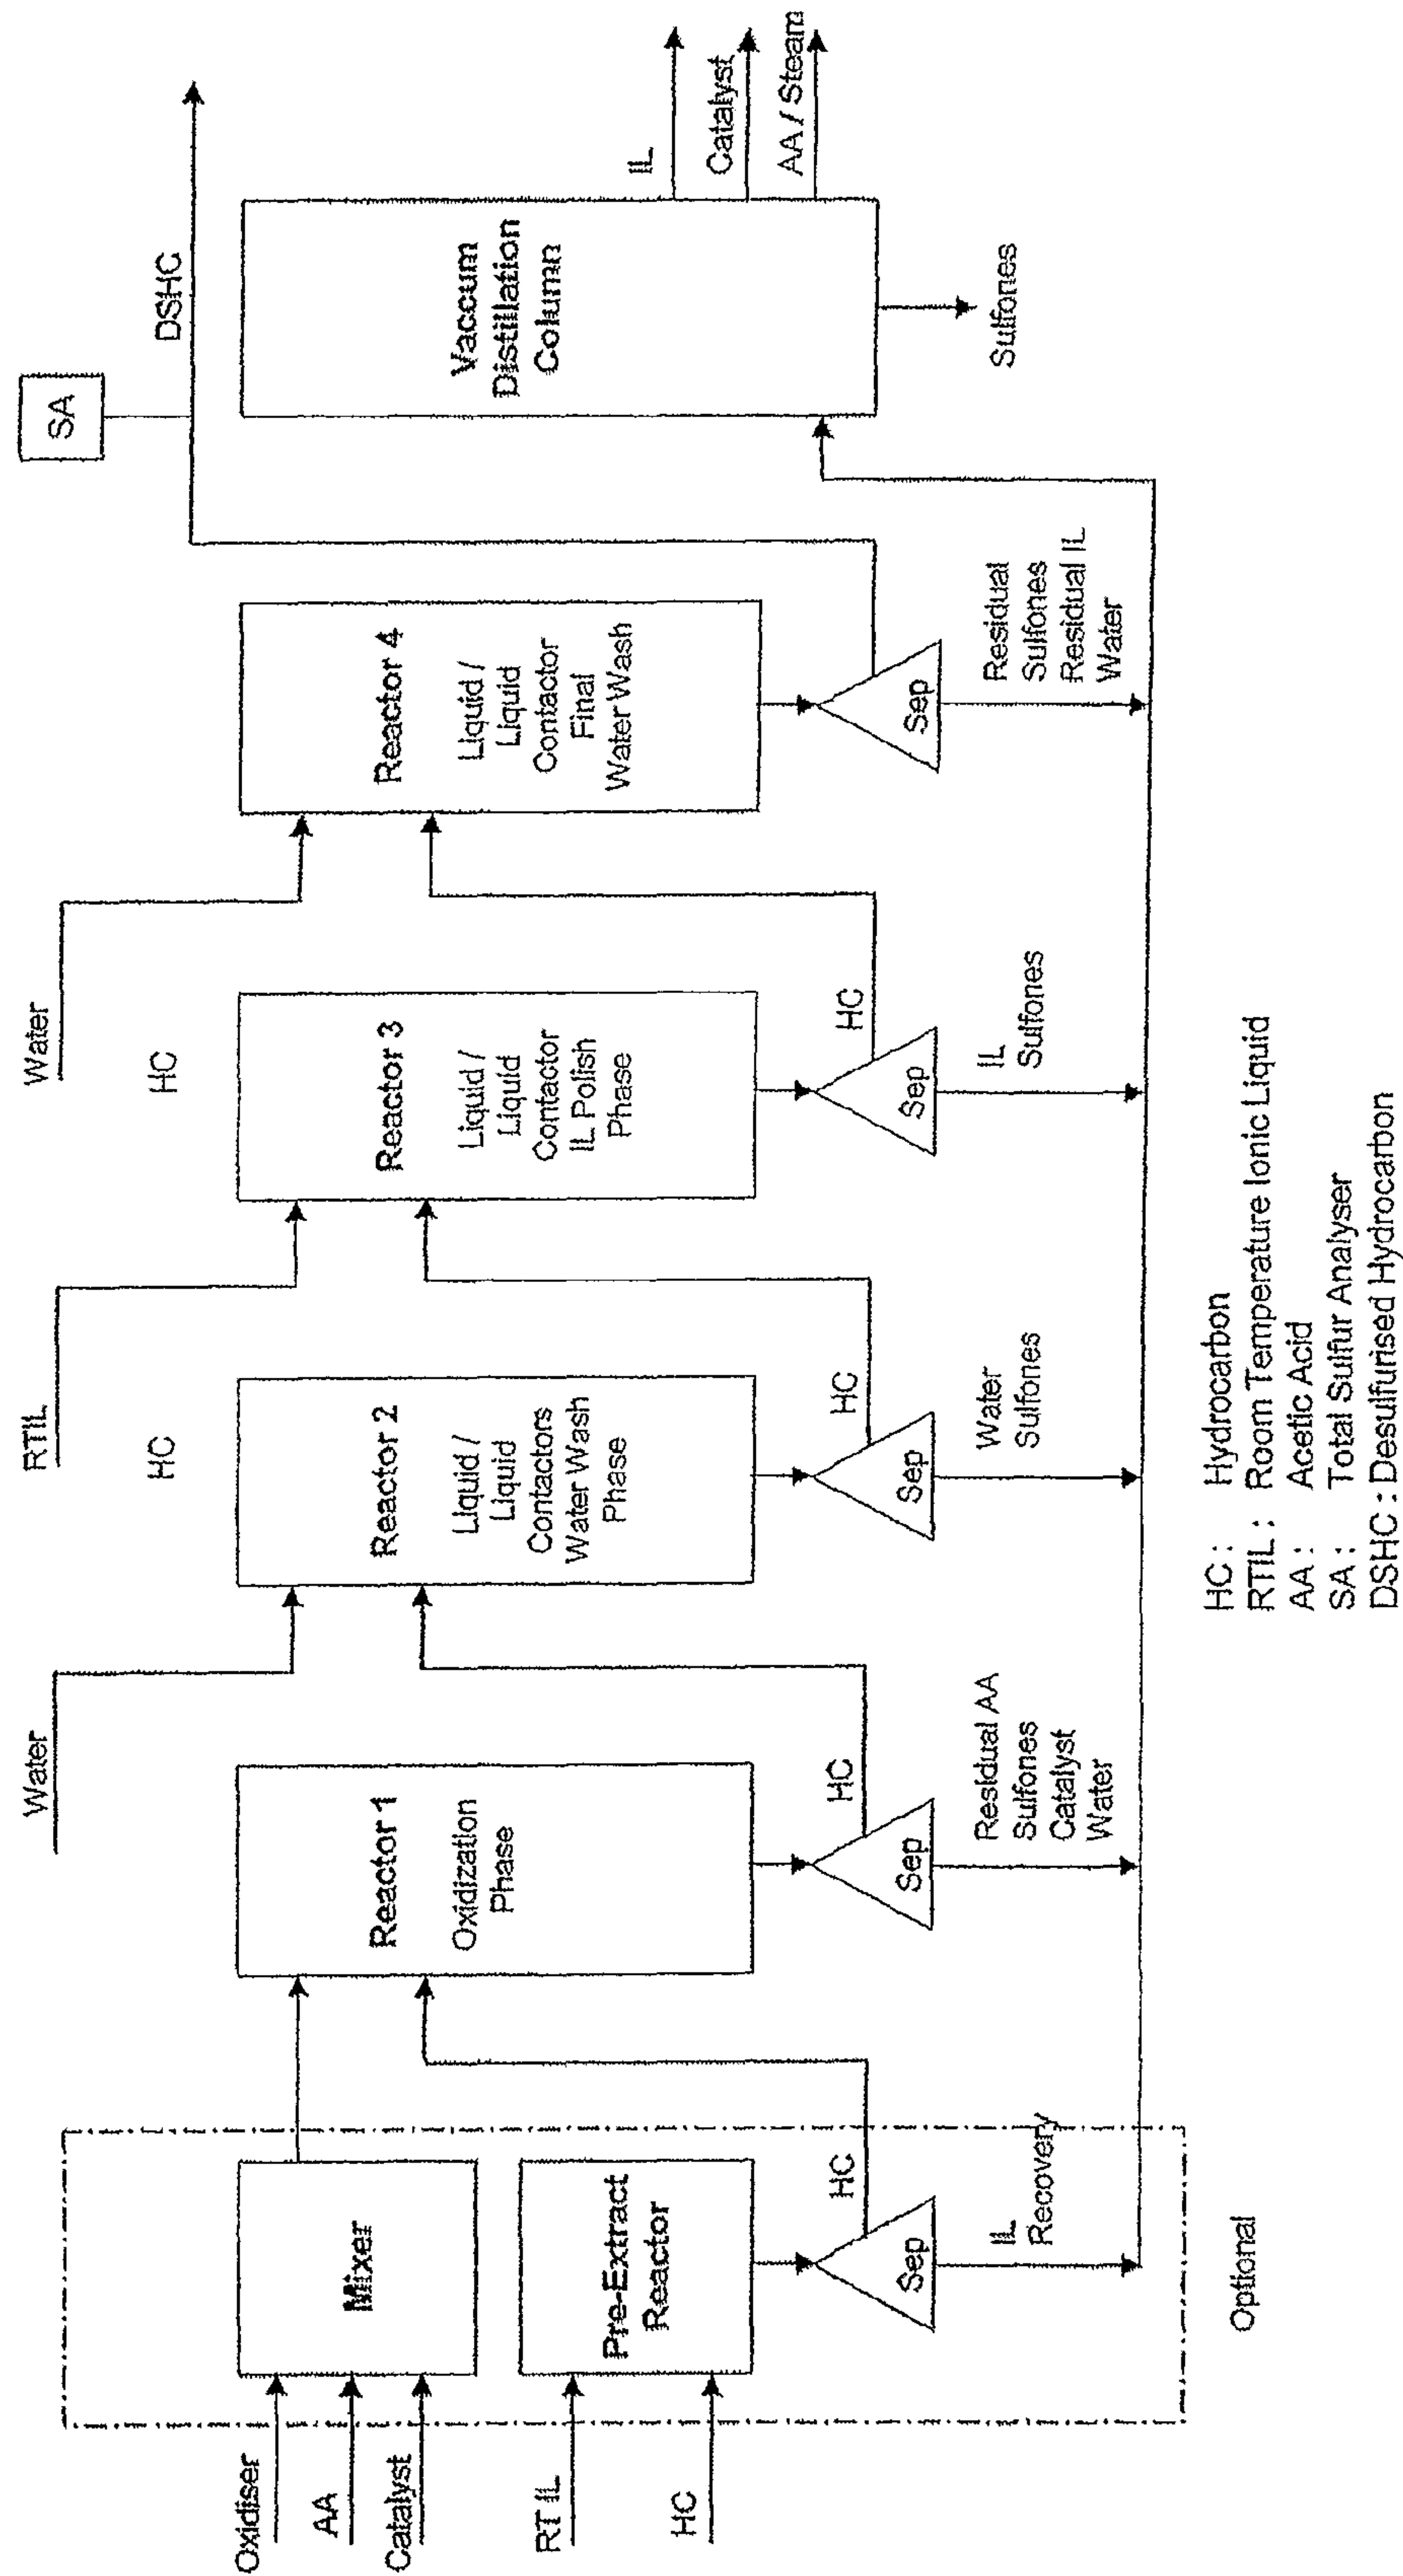 Oxidiser
AA
Catalyst
RT IL
HC
Mixer
Pre-Extract
Reactor
Sep
HC
IL
Recovery
Optional
Water
Reactor 1
Oxidization
Phase
Sep
HC
Residual AA
Sulfones
Catalyst
Water
RTIL
HC
Reactor 2
Liquid /
Liquid
Contactors
Water Wash
Phase
Sep
HC
Water
Sulfones
Water
HC
Reactor 3
Liquid /
Liquid
Contactor
IL Polish
Phase
Sep
HC
IL
Sulfones
Reactor 4
Liquid /
Liquid
Contactor
Final
Water Wash
Sep
Residual
Sulfones
Residual IL
Water
SA
DSHC
Vaccum
Distillation
Column
IL
Catalyst
AA / Steam
Sulfones
HC : Hydrocarbon
RTIL : Room Temperature Ionic Liquid
AA : Acetic Acid
SA : Total Sulfur Analyser
DSHC : Desulfurised Hydrocarbon